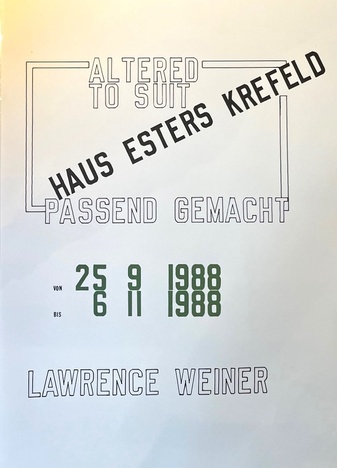 ALTERED
TO SUIT
HAUS ESTERS KREFELD
PASSEND GEMACHT
VON 25 9 1988
BIS 6 11 1988
LAWRENCE WEINER